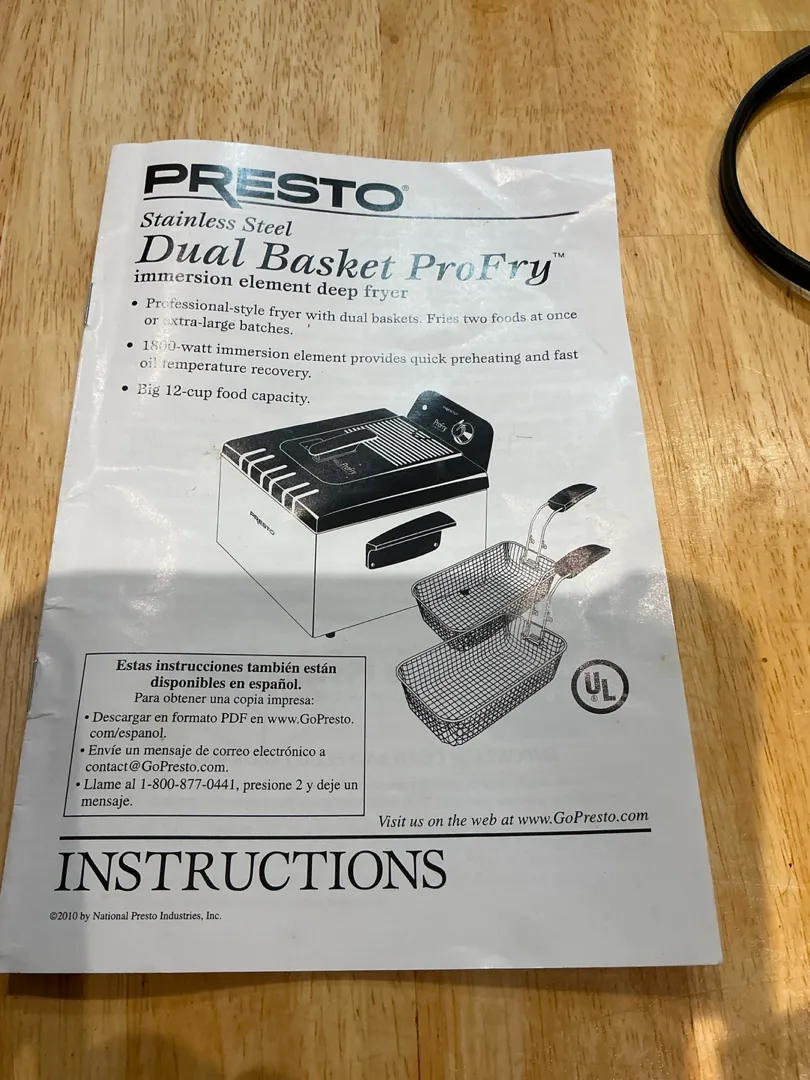 PRESTO®
Stainless Steel
Dual Basket ProFry™
immersion element deep fryer
• Professional-style fryer with dual baskets. Fries two foods at once
or extra-large batches.
• 1800-watt immersion element provides quick preheating and fast
oil temperature recovery.
• Big 12-cup food capacity.
PRESTO
ProFry
ProFry
PRESTO
UL
®
Estas instrucciones también están
disponibles en español.
Para obtener una copia impresa:
• Descargar en formato PDF en www.GoPresto.
com/espanol.
• Envíe un mensaje de correo electrónico a
contact@GoPresto.com.
• Llame al 1-800-877-0441, presione 2 y deje un
mensaje.
Visit us on the web at www.GoPresto.com
INSTRUCTIONS
©2010 by National Presto Industries, Inc.